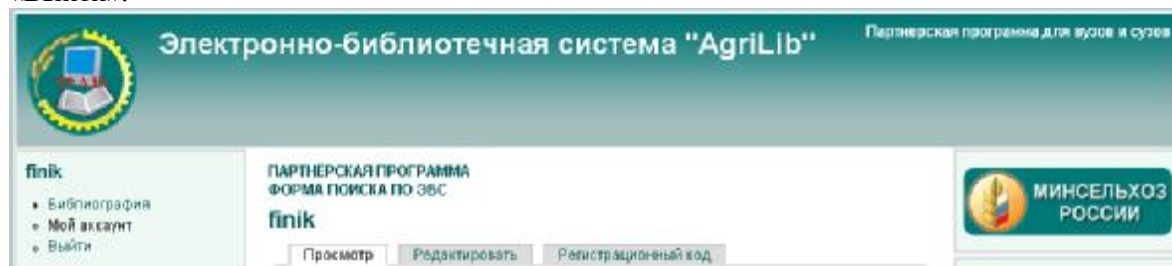 Электронно-библиотечная система "AgriLib"
Партнерская программа для вузов и сузов
finik
Библиография
Мой аккаунт
Выйти
ПАРТНЕРСКАЯ ПРОГРАММА
ФОРМА ПОИСКА ПО ЭБС
finik
Просмотр Редактировать Регистрационный код
МИНСЕЛЬХОЗ
РОССИИ